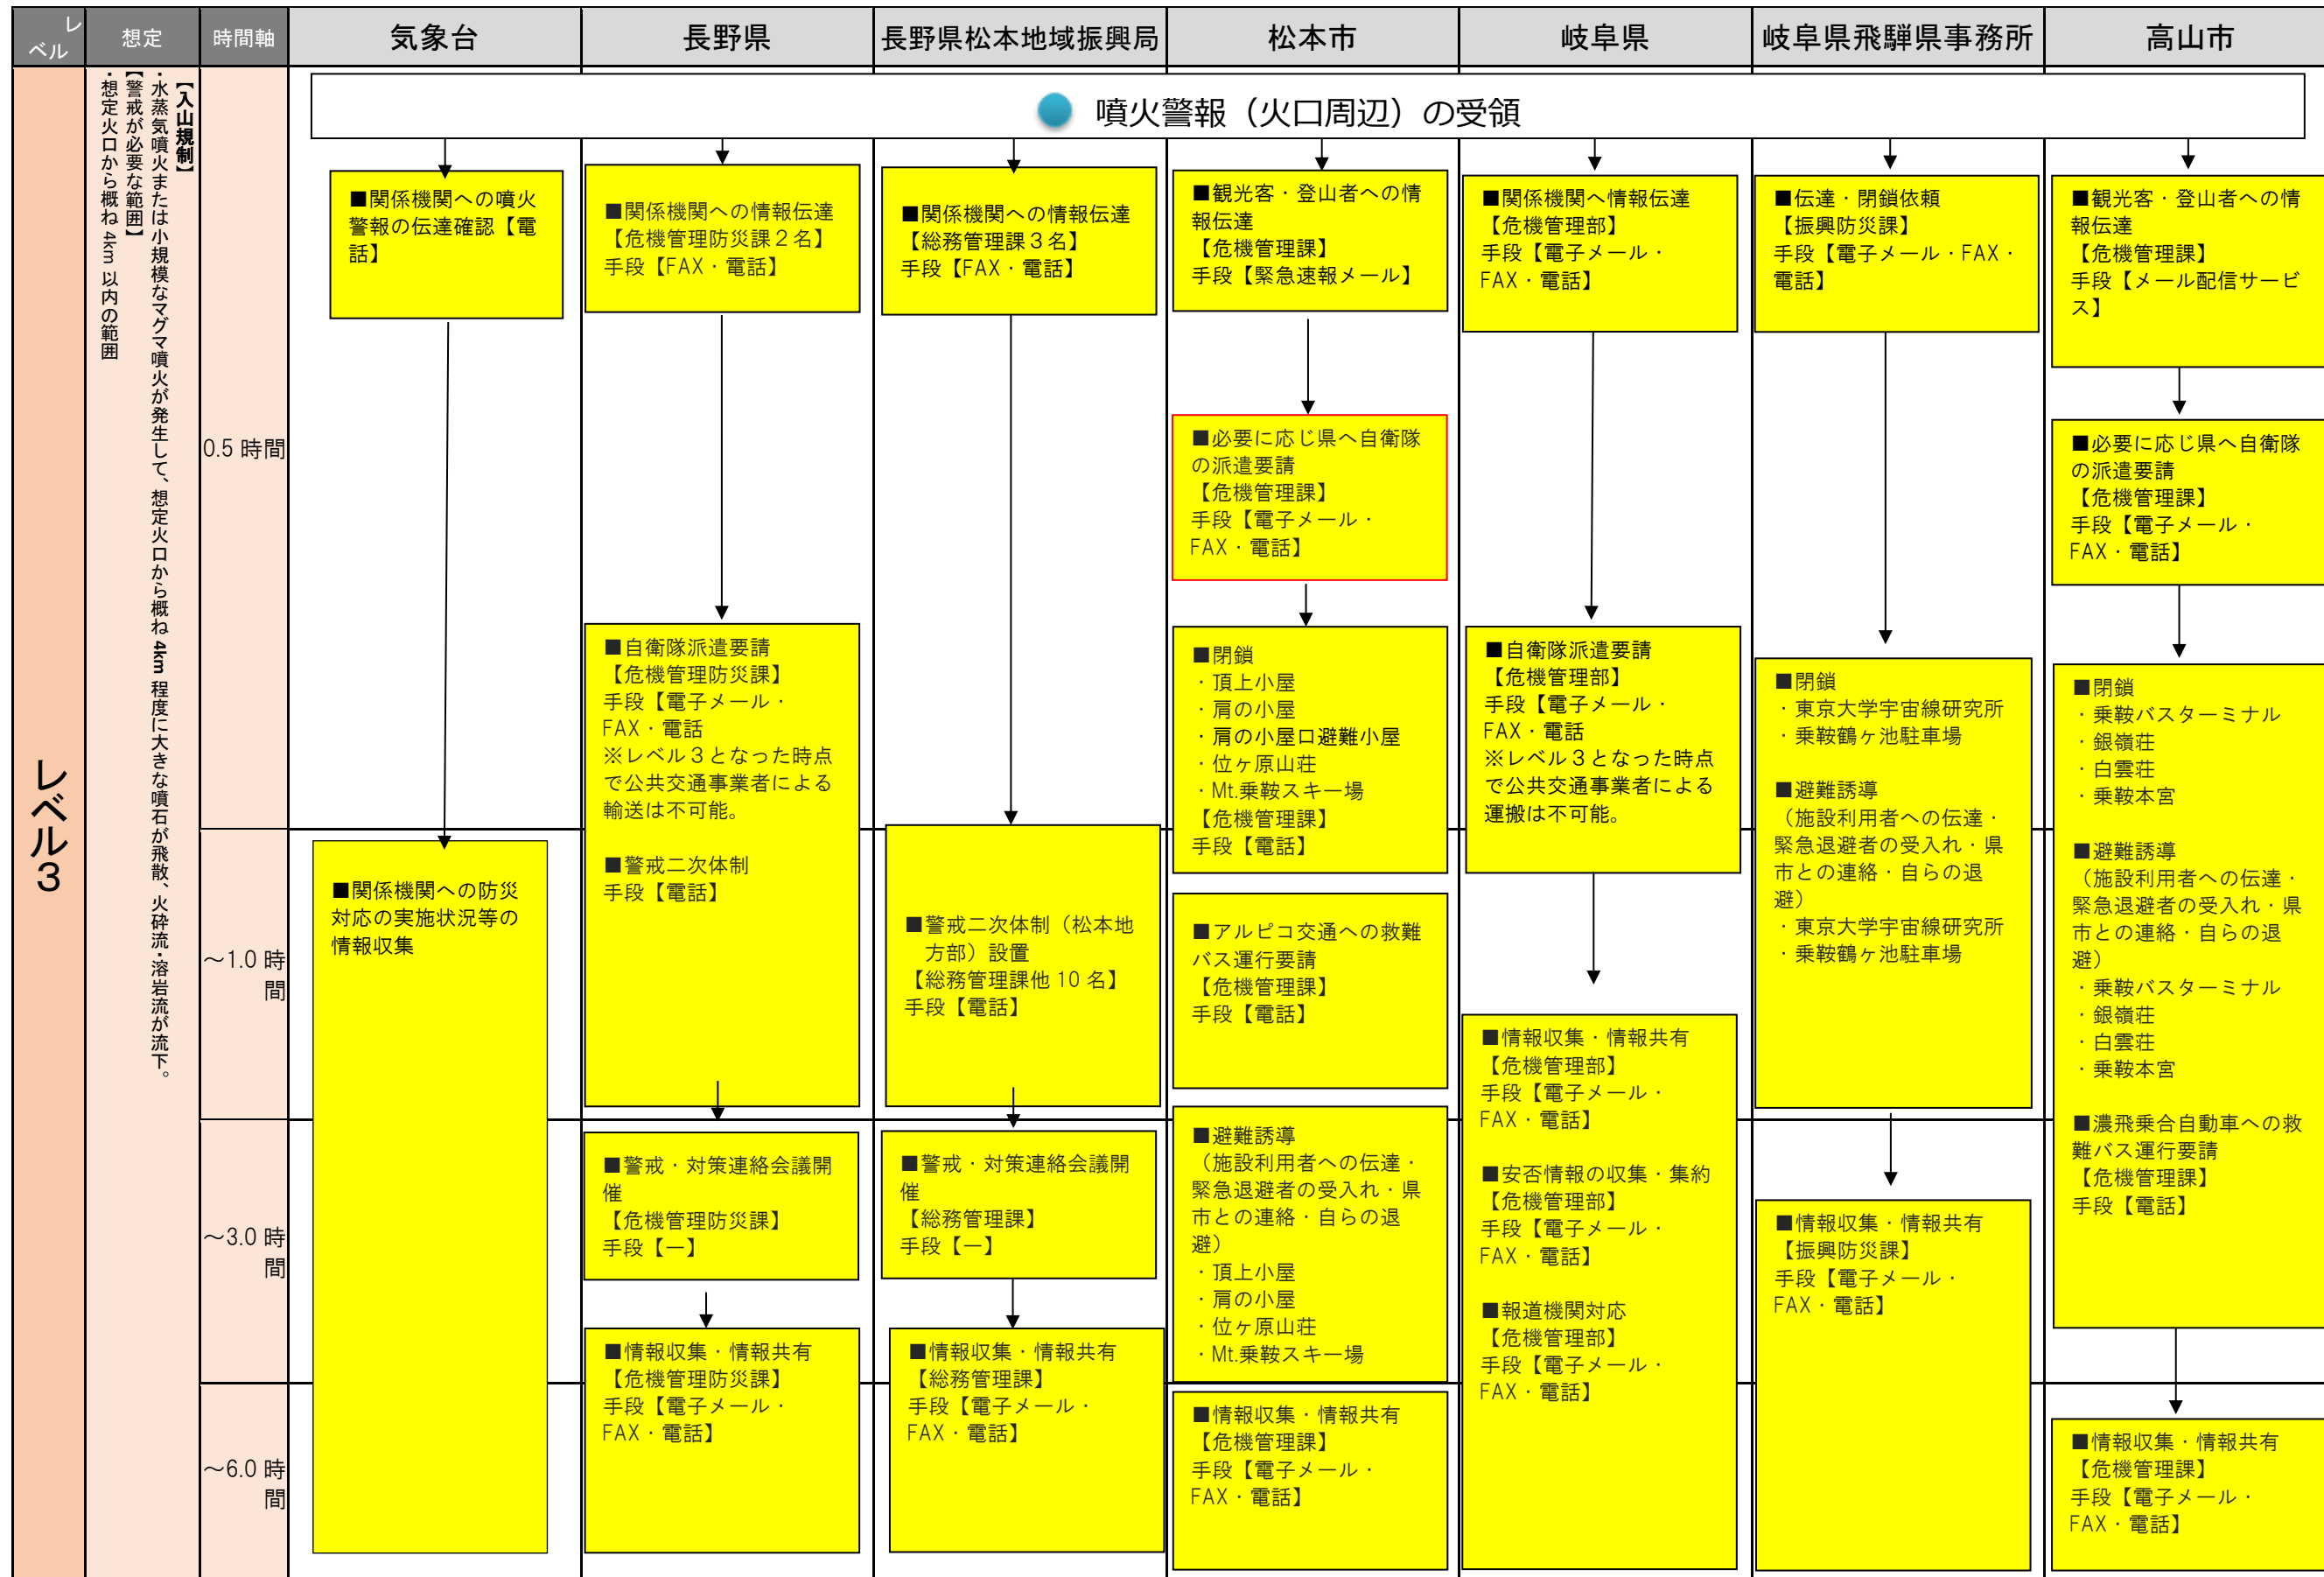 レ
ベル
想定
時間軸
気象台
長野県
長野県松本地域振興局
松本市
岐阜県
岐阜県飛騨県事務所
高山市
レベル３
【入山規制】
・水蒸気噴火または小規模なマグマ噴火が発生して、想定火口から概ね 4km 程度に大きな噴石が飛散、火砕流・溶岩流が流下。
【警戒が必要な範囲】
・想定火口から概ね 4km 以内の範囲
0.5 時間
～1.0 時
間
～3.0 時
間
～6.0 時
間
噴火警報（火口周辺）の受領
■関係機関への噴火
警報の伝達確認【電
話】
■関係機関への防災
対応の実施状況等の
情報収集
■関係機関への情報伝達
【危機管理防災課２名】
手段【FAX・電話】
■自衛隊派遣要請
【危機管理防災課】
手段【電子メール・
FAX・電話
※レベル３となった時点
で公共交通事業者による
輸送は不可能。
■警戒二次体制
手段【電話】
■警戒・対策連絡会議開
催
【危機管理防災課】
手段【―】
■情報収集・情報共有
【危機管理防災課】
手段【電子メール・
FAX・電話】
■関係機関への情報伝達
【総務管理課３名】
手段【FAX・電話】
■警戒二次体制（松本地
方部）設置
【総務管理課他 10 名】
手段【電話】
■警戒・対策連絡会議開
催
【総務管理課】
手段【―】
■情報収集・情報共有
【総務管理課】
手段【電子メール・
FAX・電話】
■観光客・登山者への情
報伝達
【危機管理課】
手段【緊急速報メール】
■必要に応じ県へ自衛隊
の派遣要請
【危機管理課】
手段【電子メール・
FAX・電話】
■閉鎖
・頂上小屋
・肩の小屋
・肩の小屋口避難小屋
・位ヶ原山荘
・Mt.乗鞍スキー場
【危機管理課】
手段【電話】
■アルピコ交通への救難
バス運行要請
【危機管理課】
手段【電話】
■避難誘導
（施設利用者への伝達・
緊急退避者の受入れ・県
市との連絡・自らの退
避）
・頂上小屋
・肩の小屋
・位ヶ原山荘
・Mt.乗鞍スキー場
■情報収集・情報共有
【危機管理課】
手段【電子メール・
FAX・電話】
■関係機関へ情報伝達
【危機管理部】
手段【電子メール・
FAX・電話】
■自衛隊派遣要請
【危機管理部】
手段【電子メール・
FAX・電話
※レベル３となった時点
で公共交通事業者による
運搬は不可能。
■情報収集・情報共有
【危機管理部】
手段【電子メール・
FAX・電話】
■安否情報の収集・集約
【危機管理部】
手段【電子メール・
FAX・電話】
■報道機関対応
【危機管理部】
手段【電子メール・
FAX・電話】
■伝達・閉鎖依頼
【振興防災課】
手段【電子メール・FAX・
電話】
■閉鎖
・東京大学宇宙線研究所
・乗鞍鶴ヶ池駐車場
■避難誘導
（施設利用者への伝達・
緊急退避者の受入れ・県
市との連絡・自らの退
避）
・東京大学宇宙線研究所
・乗鞍鶴ヶ池駐車場
■情報収集・情報共有
【振興防災課】
手段【電子メール・
FAX・電話】
■観光客・登山者への情
報伝達
【危機管理課】
手段【メール配信サービ
ス】
■必要に応じ県へ自衛隊
の派遣要請
【危機管理課】
手段【電子メール・
FAX・電話】
■閉鎖
・乗鞍バスターミナル
・銀嶺荘
・白雲荘
・乗鞍本宮
■避難誘導
（施設利用者への伝達・
緊急退避者の受入れ・県
市との連絡・自らの退
避）
・乗鞍バスターミナル
・銀嶺荘
・白雲荘
・乗鞍本宮
■濃飛乗合自動車への救
難バス運行要請
【危機管理課】
手段【電話】
■情報収集・情報共有
【危機管理課】
手段【電子メール・
FAX・電話】